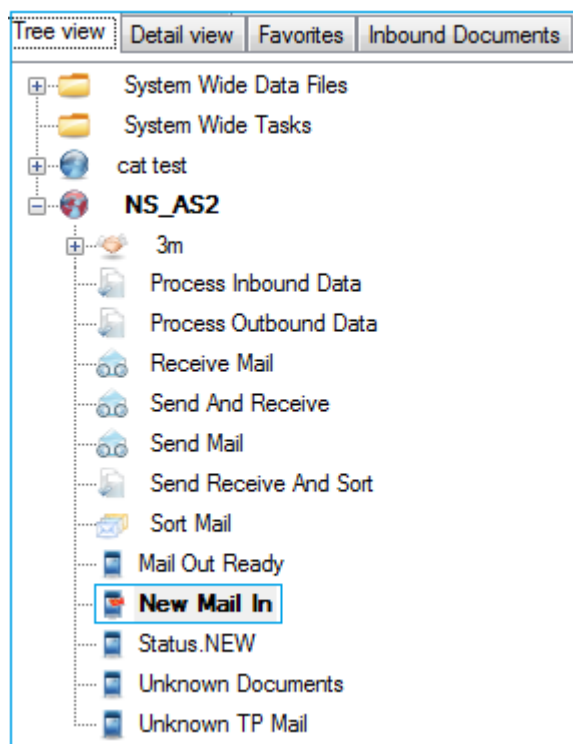 Tree view Detail view Favorites Inbound Documents
System Wide Data Files
System Wide Tasks
cat test
NS_AS2
3m
Process Inbound Data
Process Outbound Data
Receive Mail
Send And Receive
Send Mail
Send Receive And Sort
Sort Mail
Mail Out Ready
New Mail In
Status.NEW
Unknown Documents
Unknown TP Mail